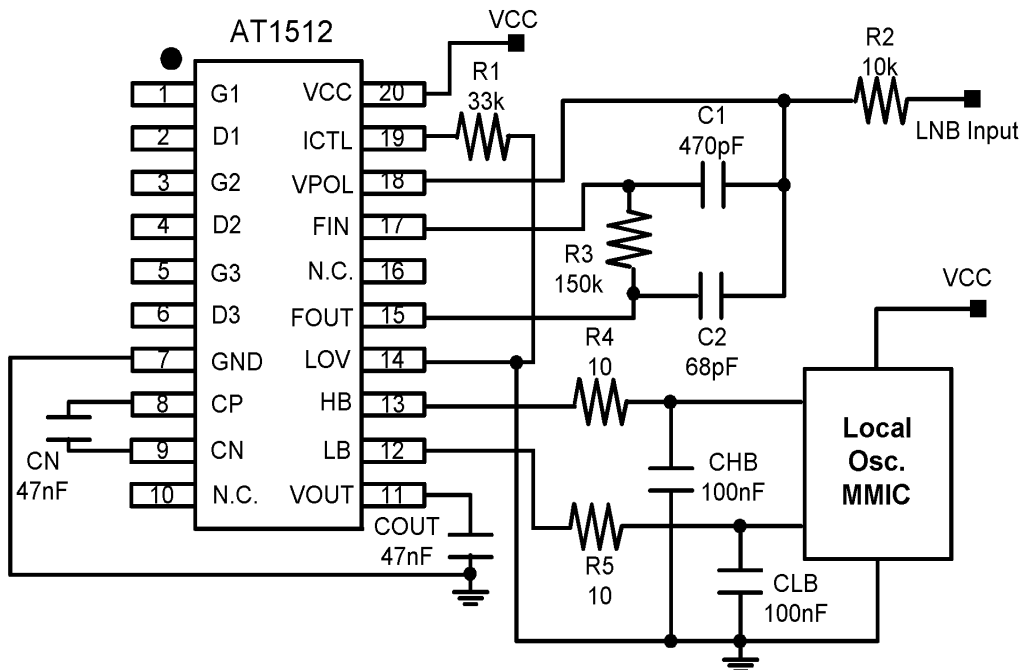 AT1512
VCC
R1
33k
R2
10k
LNB Input
C1
470pF
1 G1 VCC 20
2 D1 ICTL 19
3 G2 VPOL 18
4 D2 FIN 17
5 G3 N.C. 16
6 D3 FOUT 15
7 GND LOV 14
8 CP HB 13
9 CN LB 12
10 N.C. VOUT 11
R3
150k
C2
68pF
VCC
R4
10
CN
47nF
COUT
47nF
CHB
100nF
Local
Osc.
MMIC
R5
10
CLB
100nF